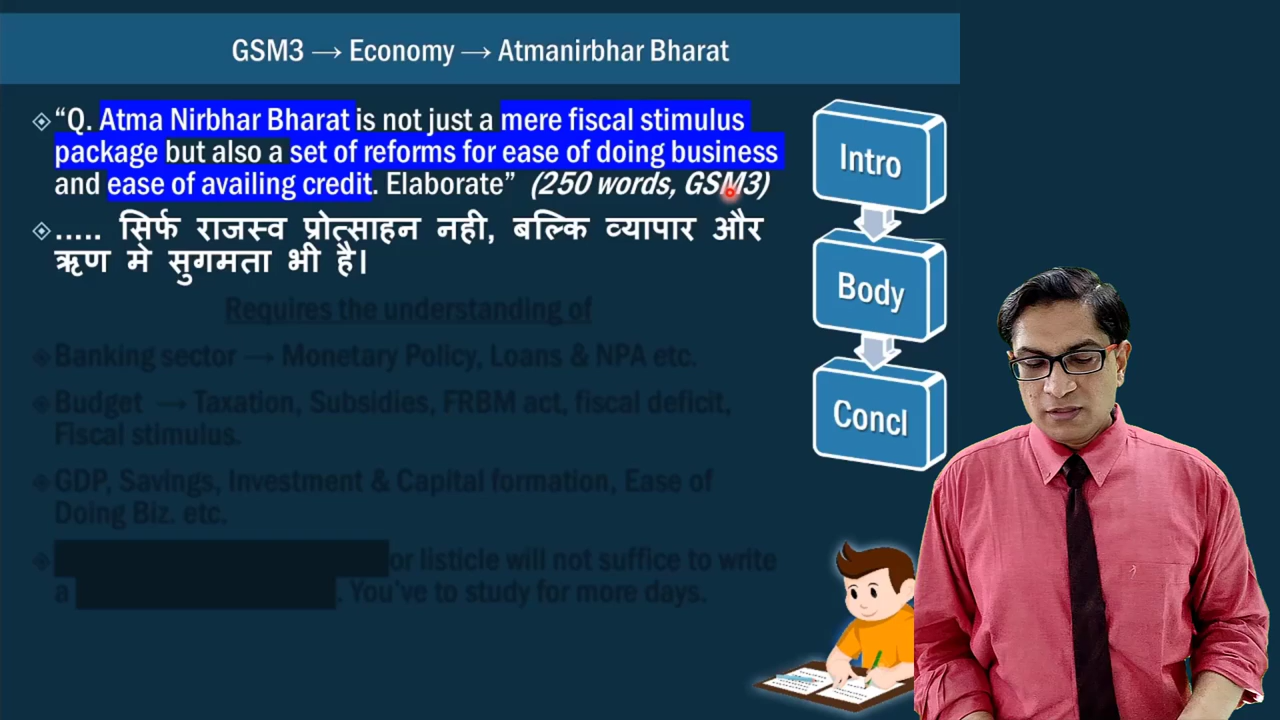 GSM3 → Economy → Atmanirbhar Bharat
“Q. Atma Nirbhar Bharat is not just a mere fiscal stimulus
package but also a set of reforms for ease of doing business
and ease of availing credit. Elaborate” (250 words, GSM3)
..... सिर्फ राजस्व प्रोत्साहन नही, बल्कि व्यापार और
ऋण मे सुगमता भी है।
Requires the understanding of
Banking sector → Monetary Policy, Loans & NPA etc.
Budget → Taxation, Subsidies, FRBM act, fiscal deficit,
Fiscal stimulus.
GDP, Savings, Investment & Capital formation, Ease of
Doing Biz. etc.
or listicle will not suffice to write
a . You've to study for more days.
Intro
Body
Concl